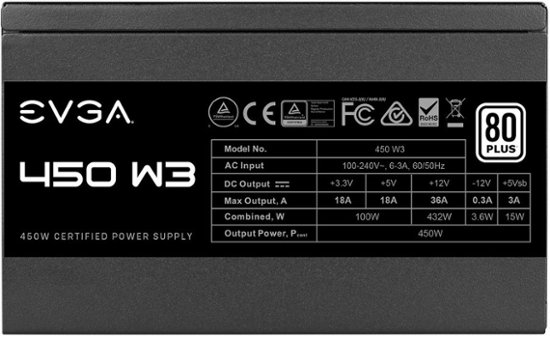 EVGA
450 W3
450W CERTIFIED POWER SUPPLY
CE
FC
RoHS
80
PLUS
Model No. 450 W3
AC Input 100-240V~, 6-3A, 60/50Hz
DC Output +3.3V +5V +12V -12V +5Vsb
Max Output, A 18A 18A 36A 0.3A 3A
Combined, W 100W 432W 3.6W 15W
Output Power, P 450W